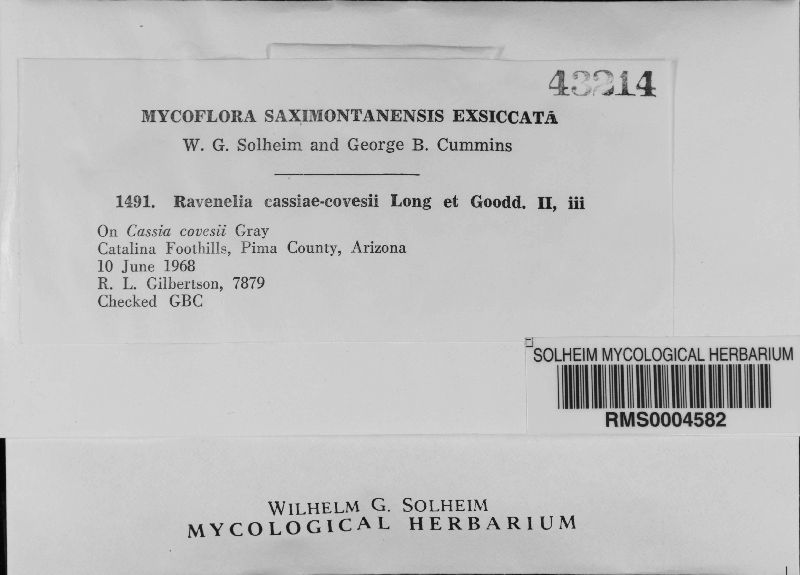 43214
MYCOFLORA SAXIMONTANENSIS EXSICCATA
W. G. Solheim and George B. Cummins
1491. Ravenelia cassiae-covesii Long et Goodd. II, iii
On Cassia covesii Gray
Catalina Foothills, Pima County, Arizona
10 June 1968
R. L. Gilbertson, 7879
Checked GBC
SOLHEIM MYCOLOGICAL HERBARIUM
RMS0004582
WILHELM G. SOLHEIM
MYCOLOGICAL HERBARIUM